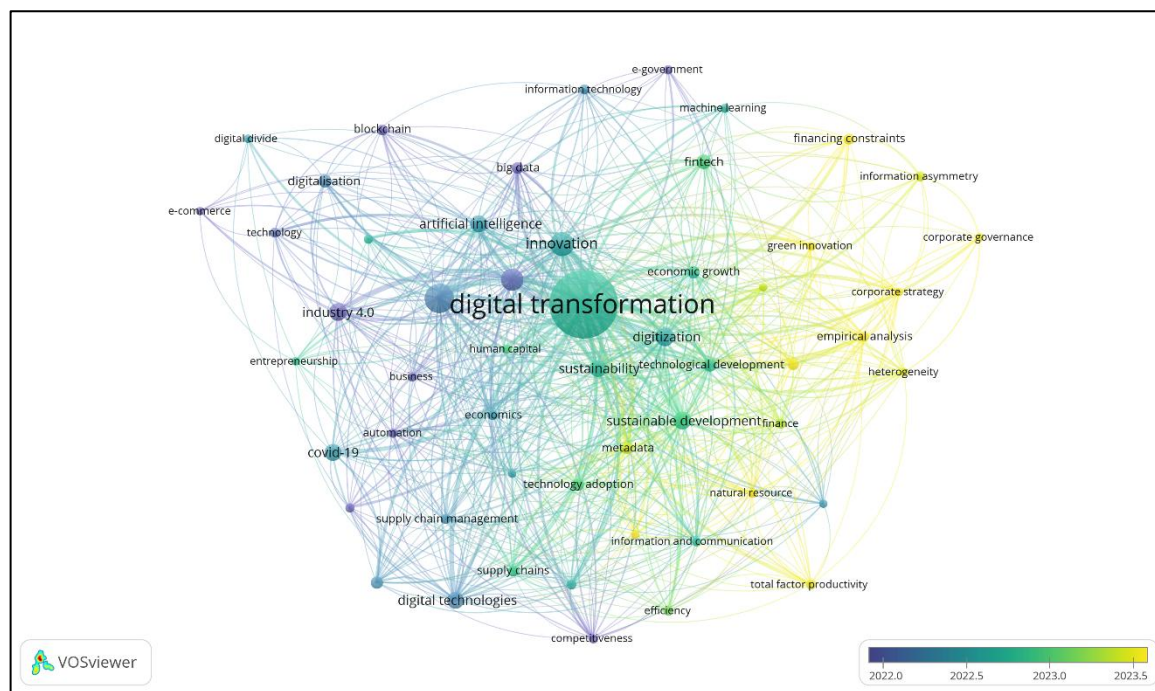 e-government
information technology
machine learning
blockchain
digital divide
financing constraints
fintech
big data
information asymmetry
digitalisation
e-commerce
artificial intelligence
technology
innovation
green innovation
corporate governance
economic growth
corporate strategy
digital transformation
industry 4.0
digitization
empirical analysis
human capital
entrepreneurship
sustainability
technological development
heterogeneity
business
economics
sustainable development
finance
automation
metadata
covid-19
technology adoption
natural resource
supply chain management
information and communication
supply chains
total factor productivity
digital technologies
efficiency
competitiveness
VOSviewer
2022.0 2022.5 2023.0 2023.5